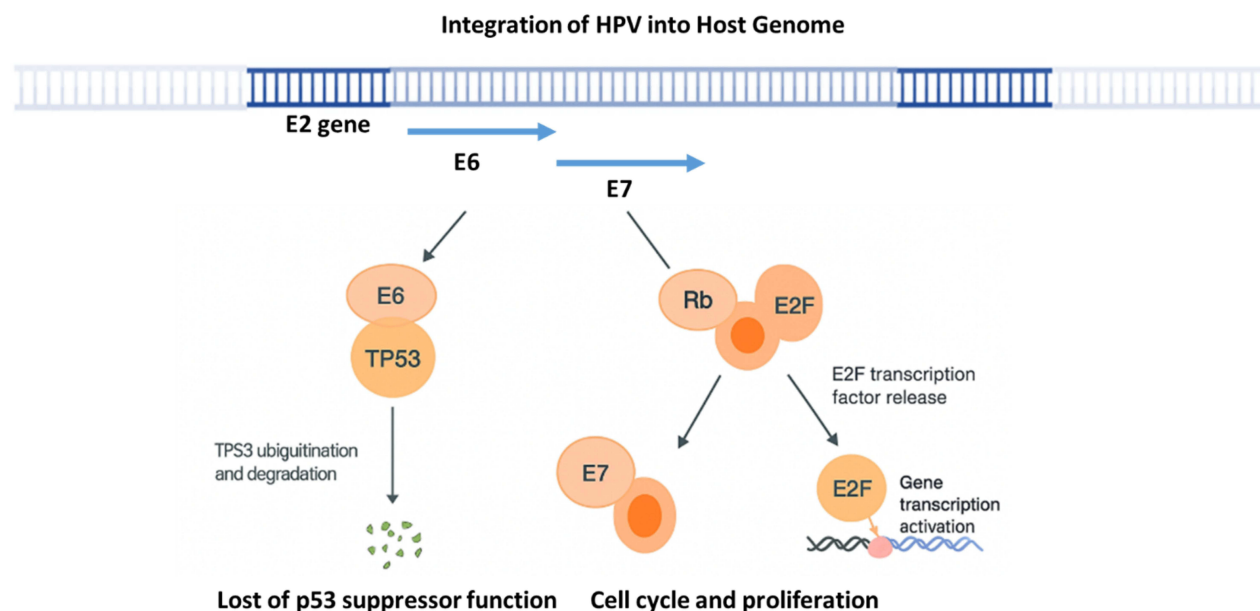 Integration of HPV into Host Genome
E2 gene
E6
E7
E6
TP53
Rb
E2F
E2F transcription
factor release
TPS3 ubiguitination
and degradation
E7
E2F
Gene
transcription
activation
Lost of p53 suppressor function
Cell cycle and proliferation